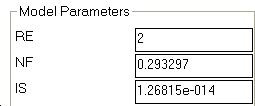 Model Parameters
RE 2
NF 0.293297
IS 1.26815e-014